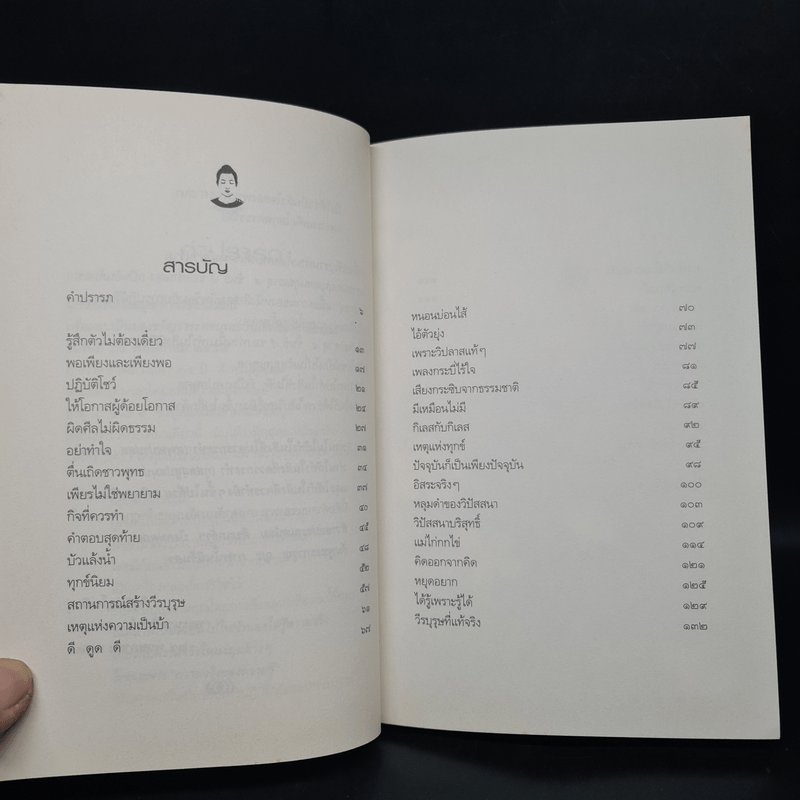 สารบัญ
คำปรารภ ๖
รู้สึกตัวไม่ต้องเดี๋ยว ๑๓
พอเพียงและเพียงพอ ๑๗
ปฏิบัติโชว์ ๒๑
ให้โอกาสผู้ด้อยโอกาส ๒๔
ผิดศีลไม่ผิดธรรม ๒๗
อย่าทำใจ ๓๑
ตื่นเถิดชาวพุทธ ๓๔
เพียรไม่ใช่พยายาม ๓๗
กิจที่ควรทำ ๔๐
คำตอบสุดท้าย ๔๕
บัวแล้งน้ำ ๔๘
ทุกข์นิยม ๕๒
สถานการณ์สร้างวีรบุรุษ ๕๗
เหตุแห่งความเป็นบ้า ๖๑
ดี ดูด ดี ๖๗
หนอนบ่อนไส้ ๗๐
ไอ้ตัวยุ่ง ๗๓
เพราะวิปลาสแท้ๆ ๗๗
เพลงกระบี่ไร้ใจ ๘๑
เสียงกระซิบจากธรรมชาติ ๘๕
มีเหมือนไม่มี ๘๙
กิเลสกับกิเลส ๙๒
เหตุแห่งทุกข์ ๙๕
ปัจจุบันก็เป็นเพียงปัจจุบัน ๙๘
อิสระจริงๆ ๑๐๐
หลุมดำของวิปัสสนา ๑๐๓
วิปัสสนาบริสุทธิ์ ๑๐๙
แม่ไก่กกไข่ ๑๑๔
คิดออกจากคิด ๑๒๑
หยุดอยาก ๑๒๕
ได้รู้เพราะรู้ได้ ๑๒๙
วีรบุรุษที่แท้จริง ๑๓๒